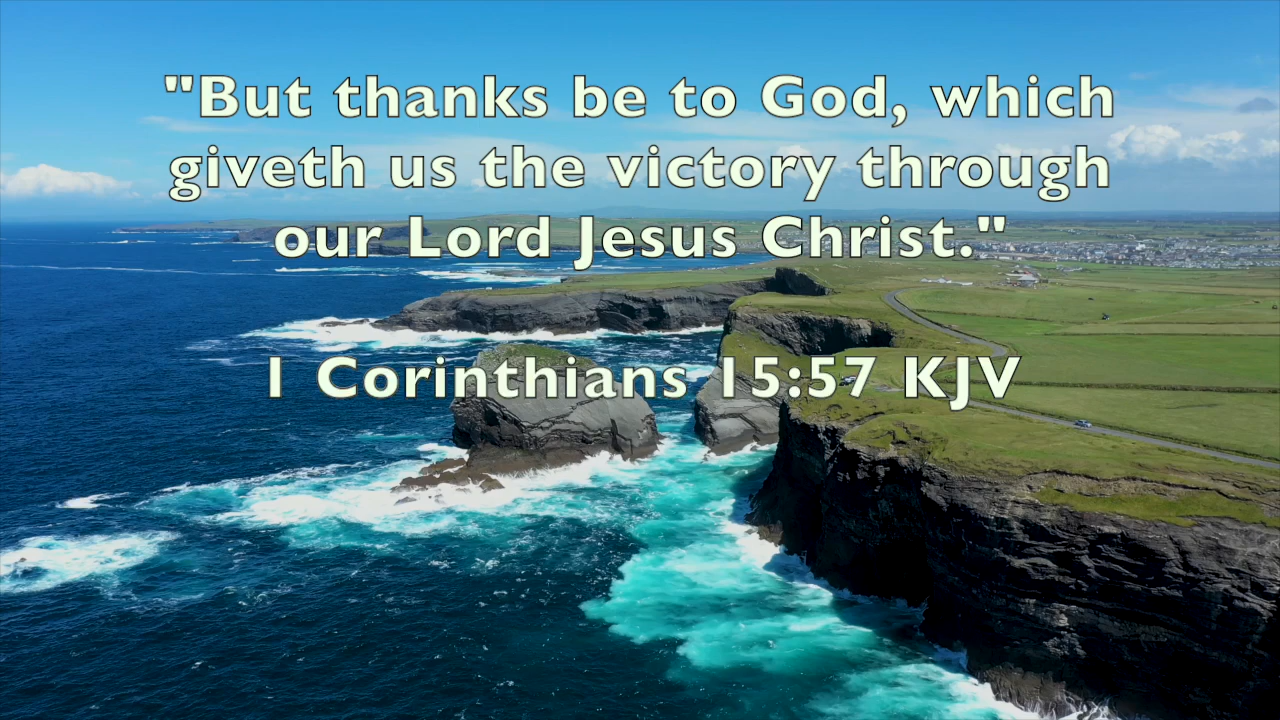 "But thanks be to God, which
giveth us the victory through
our Lord Jesus Christ."
1 Corinthians 15:57 KJV